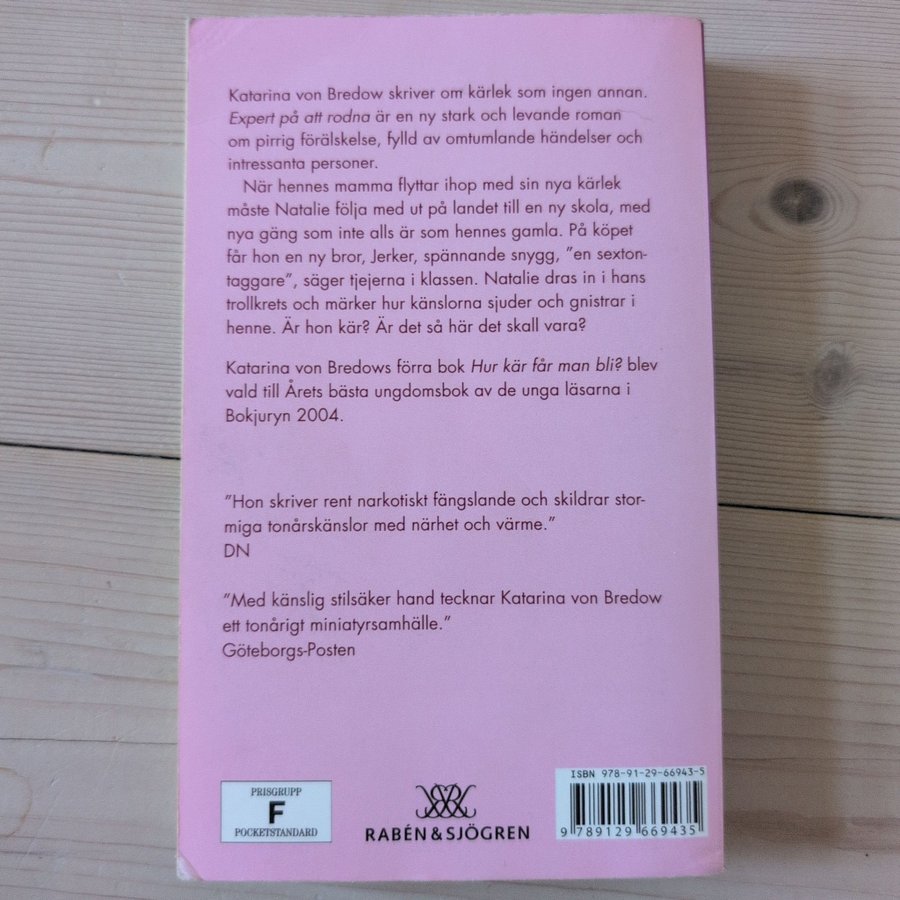 Katarina von Bredow skriver om kärlek som ingen annan.
Expert på att rodna är en ny stark och levande roman
om pirrig förälskelse, fylld av omtumlande händelser och
intressanta personer.
När hennes mamma flyttar ihop med sin nya kärlek
måste Natalie följa med ut på landet till en ny skola, med
nya gäng som inte alls är som hennes gamla. På köpet
får hon en ny bror, Jerker, spännande snygg, ”en sexton-
taggare”, säger tjejerna i klassen. Natalie dras in i hans
trollkrets och märker hur känslorna sjuder och gnistrar i
henne. Är hon kär? Är det så här det skall vara?
Katarina von Bredows förra bok Hur kär får man bli? blev
vald till Årets bästa ungdomsbok av de unga läsarna i
Bokjuryn 2004.
”Hon skriver rent narkotiskt fängslande och skildrar stor-
miga tonårskänslor med närhet och värme.”
DN
”Med känslig stilsäker hand tecknar Katarina von Bredow
ett tonårigt miniatyrsamhälle.”
Göteborgs-Posten
PRISGRUPP
F
POCKETSTANDARD
RABÉN & SJÖGREN
ISBN 978-91-29-66943-5
9 789129 669435